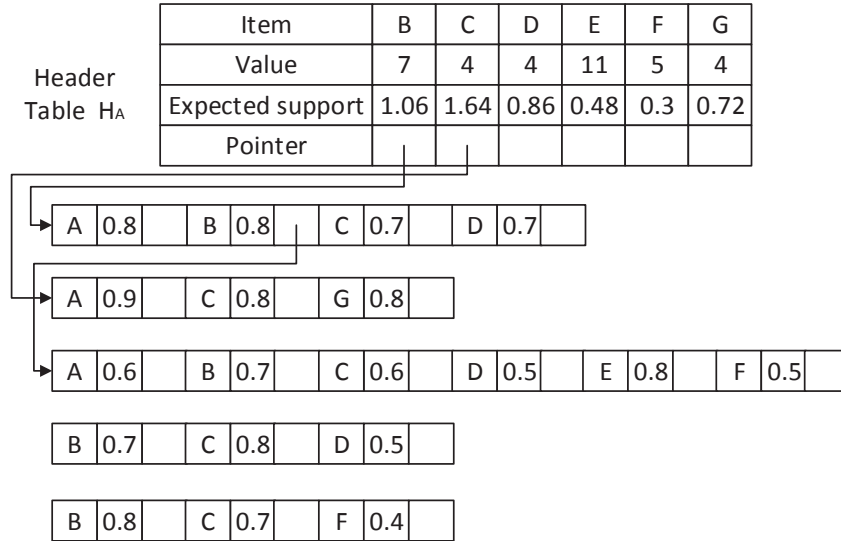 Item B C D E F G
Value 7 4 4 11 5 4
Header
Table HA
Expected support 1.06 1.64 0.86 0.48 0.3 0.72
Pointer
A 0.8 B 0.8 C 0.7 D 0.7
A 0.9 C 0.8 G 0.8
A 0.6 B 0.7 C 0.6 D 0.5 E 0.8 F 0.5
B 0.7 C 0.8 D 0.5
B 0.8 C 0.7 F 0.4